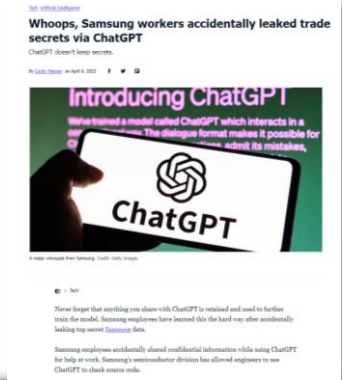 Tech Artificial Intelligence
Whoops, Samsung workers accidentally leaked trade
secrets via ChatGPT
ChatGPT doesn't keep secrets.
By on April 6, 2023
Introducing ChatGPT
We've trained a model called ChatGPT which interacts in a
way. The dialogue format makes it possible for
admit its mistakes,
ChatGPT
A major whoopsie from Samsung. Credit: Getty Images
> Tech
Never forget that anything you share with ChatGPT is retained and used to further
train the model. Samsung employees have learned this the hard way after accidentally
leaking top secret Samsung data.
Samsung employees accidentally shared confidential information while using ChatGPT
for help at work. Samsung's semiconductor division has allowed engineers to use
ChatGPT to check source code.